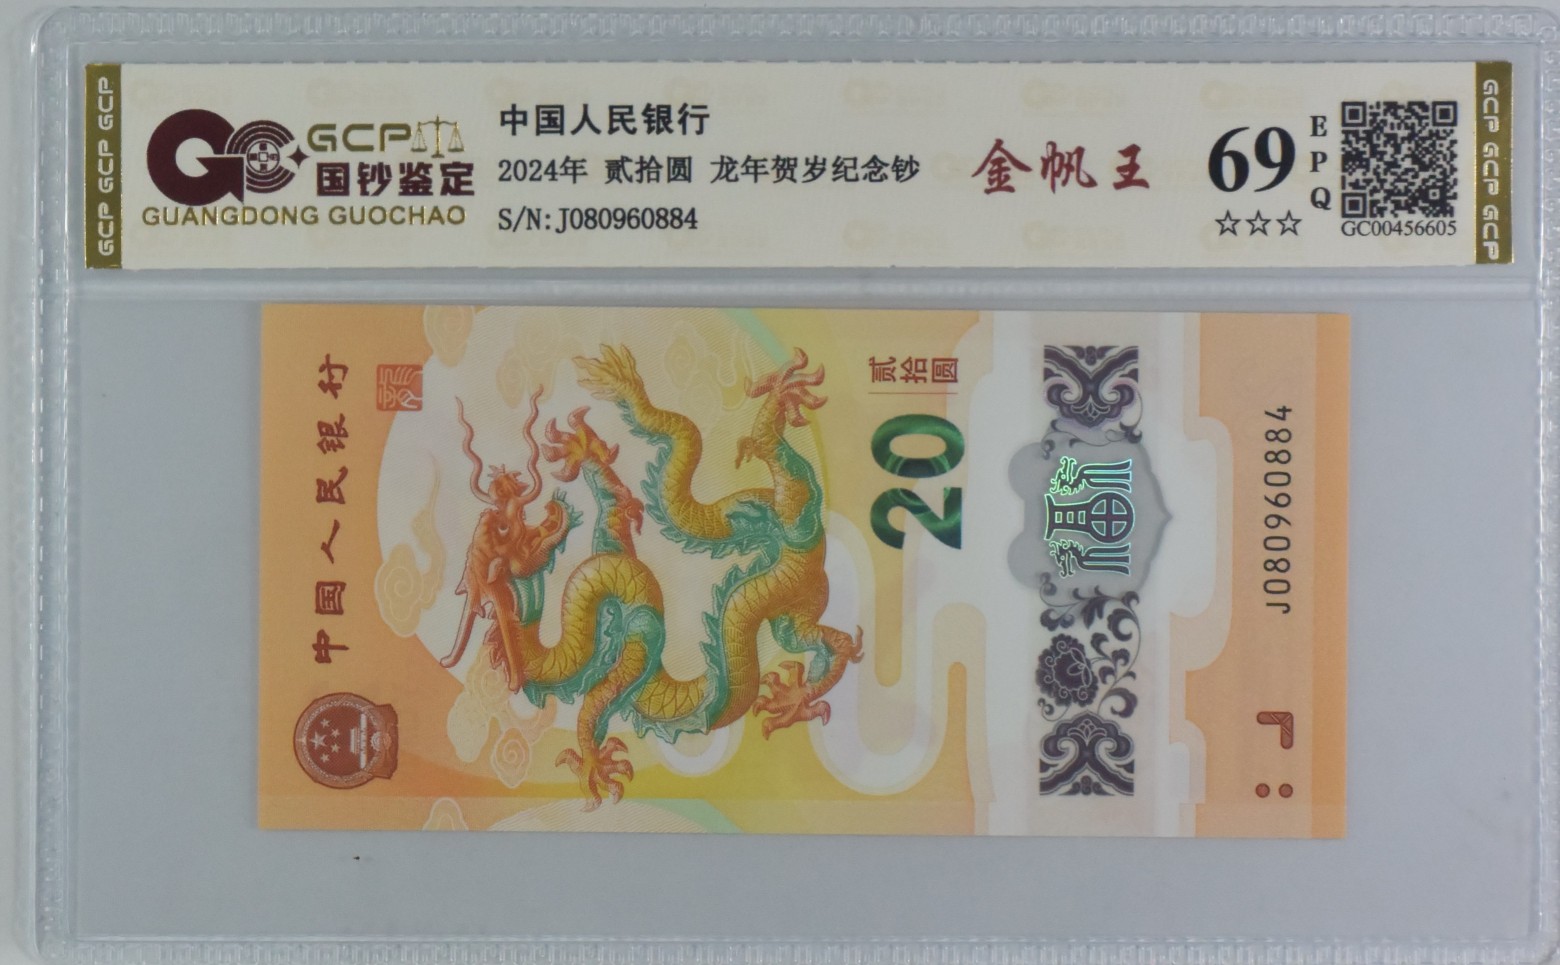 GCP GCP GCP
GCP
国钞鉴定
GUANGDONG GUOCHAO
中国人民银行
2024年 贰拾圆 龙年贺岁纪念钞
S/N:J080960884
金帆王
69
EPQ
☆☆☆
GC00456605
GCP GCP GCP
中国人民银行
贰拾圆
20
J080960884